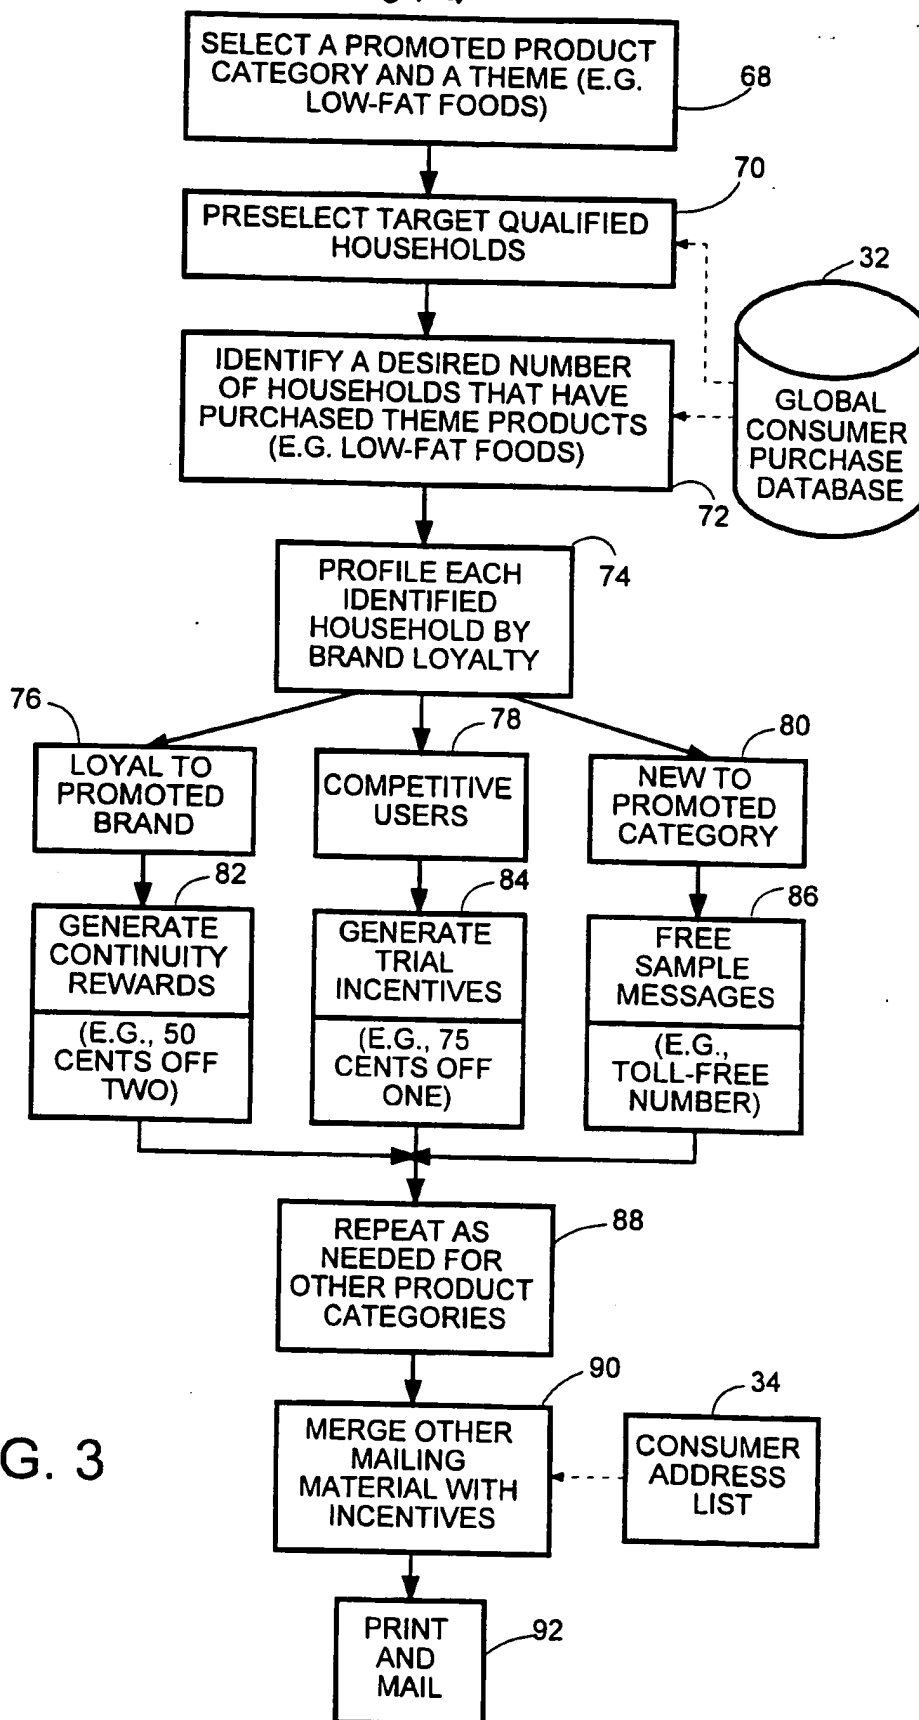 SELECT A PROMOTED PRODUCT
CATEGORY AND A THEME (E.G.
LOW-FAT FOODS)
68
70
PRESELECT TARGET QUALIFIED
HOUSEHOLDS
32
IDENTIFY A DESIRED NUMBER
OF HOUSEHOLDS THAT HAVE
PURCHASED THEME PRODUCTS
(E.G. LOW-FAT FOODS)
72
GLOBAL
CONSUMER
PURCHASE
DATABASE
74
PROFILE EACH
IDENTIFIED
HOUSEHOLD BY
BRAND LOYALTY
76
LOYAL TO
PROMOTED
BRAND
78
COMPETITIVE
USERS
80
NEW TO
PROMOTED
CATEGORY
82
GENERATE
CONTINUITY
REWARDS
(E.G., 50
CENTS OFF
TWO)
84
GENERATE
TRIAL
INCENTIVES
(E.G., 75
CENTS OFF
ONE)
86
FREE
SAMPLE
MESSAGES
(E.G.,
TOLL-FREE
NUMBER)
REPEAT AS
NEEDED FOR
OTHER PRODUCT
CATEGORIES
88
90
MERGE OTHER
MAILING
MATERIAL WITH
INCENTIVES
34
CONSUMER
ADDRESS
LIST
G. 3
PRINT
AND
MAIL
92